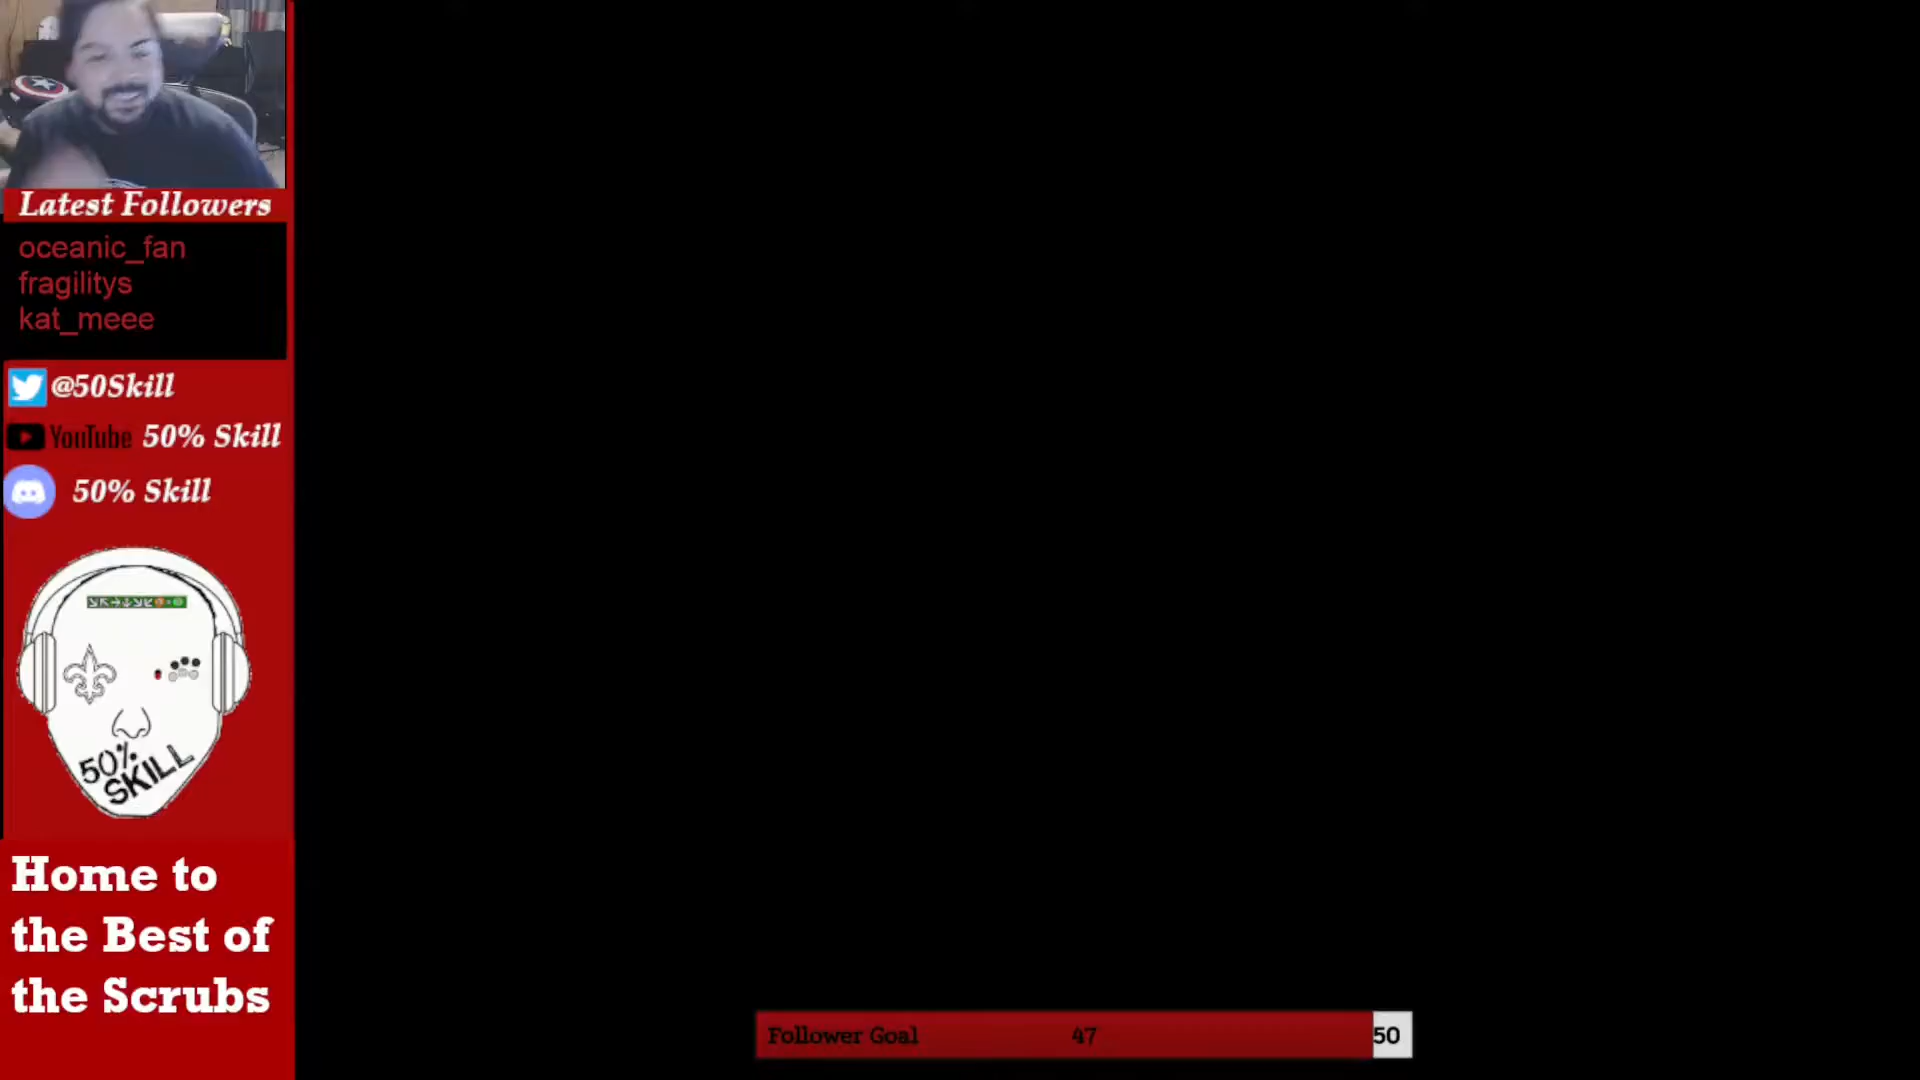 Latest Followers
oceanic_fan
fragilitys
kat_meee
@50Skill
YouTube 50% Skill
50% Skill
50%
SKILL
Home to
the Best of
the Scrubs
Follower Goal 47 50